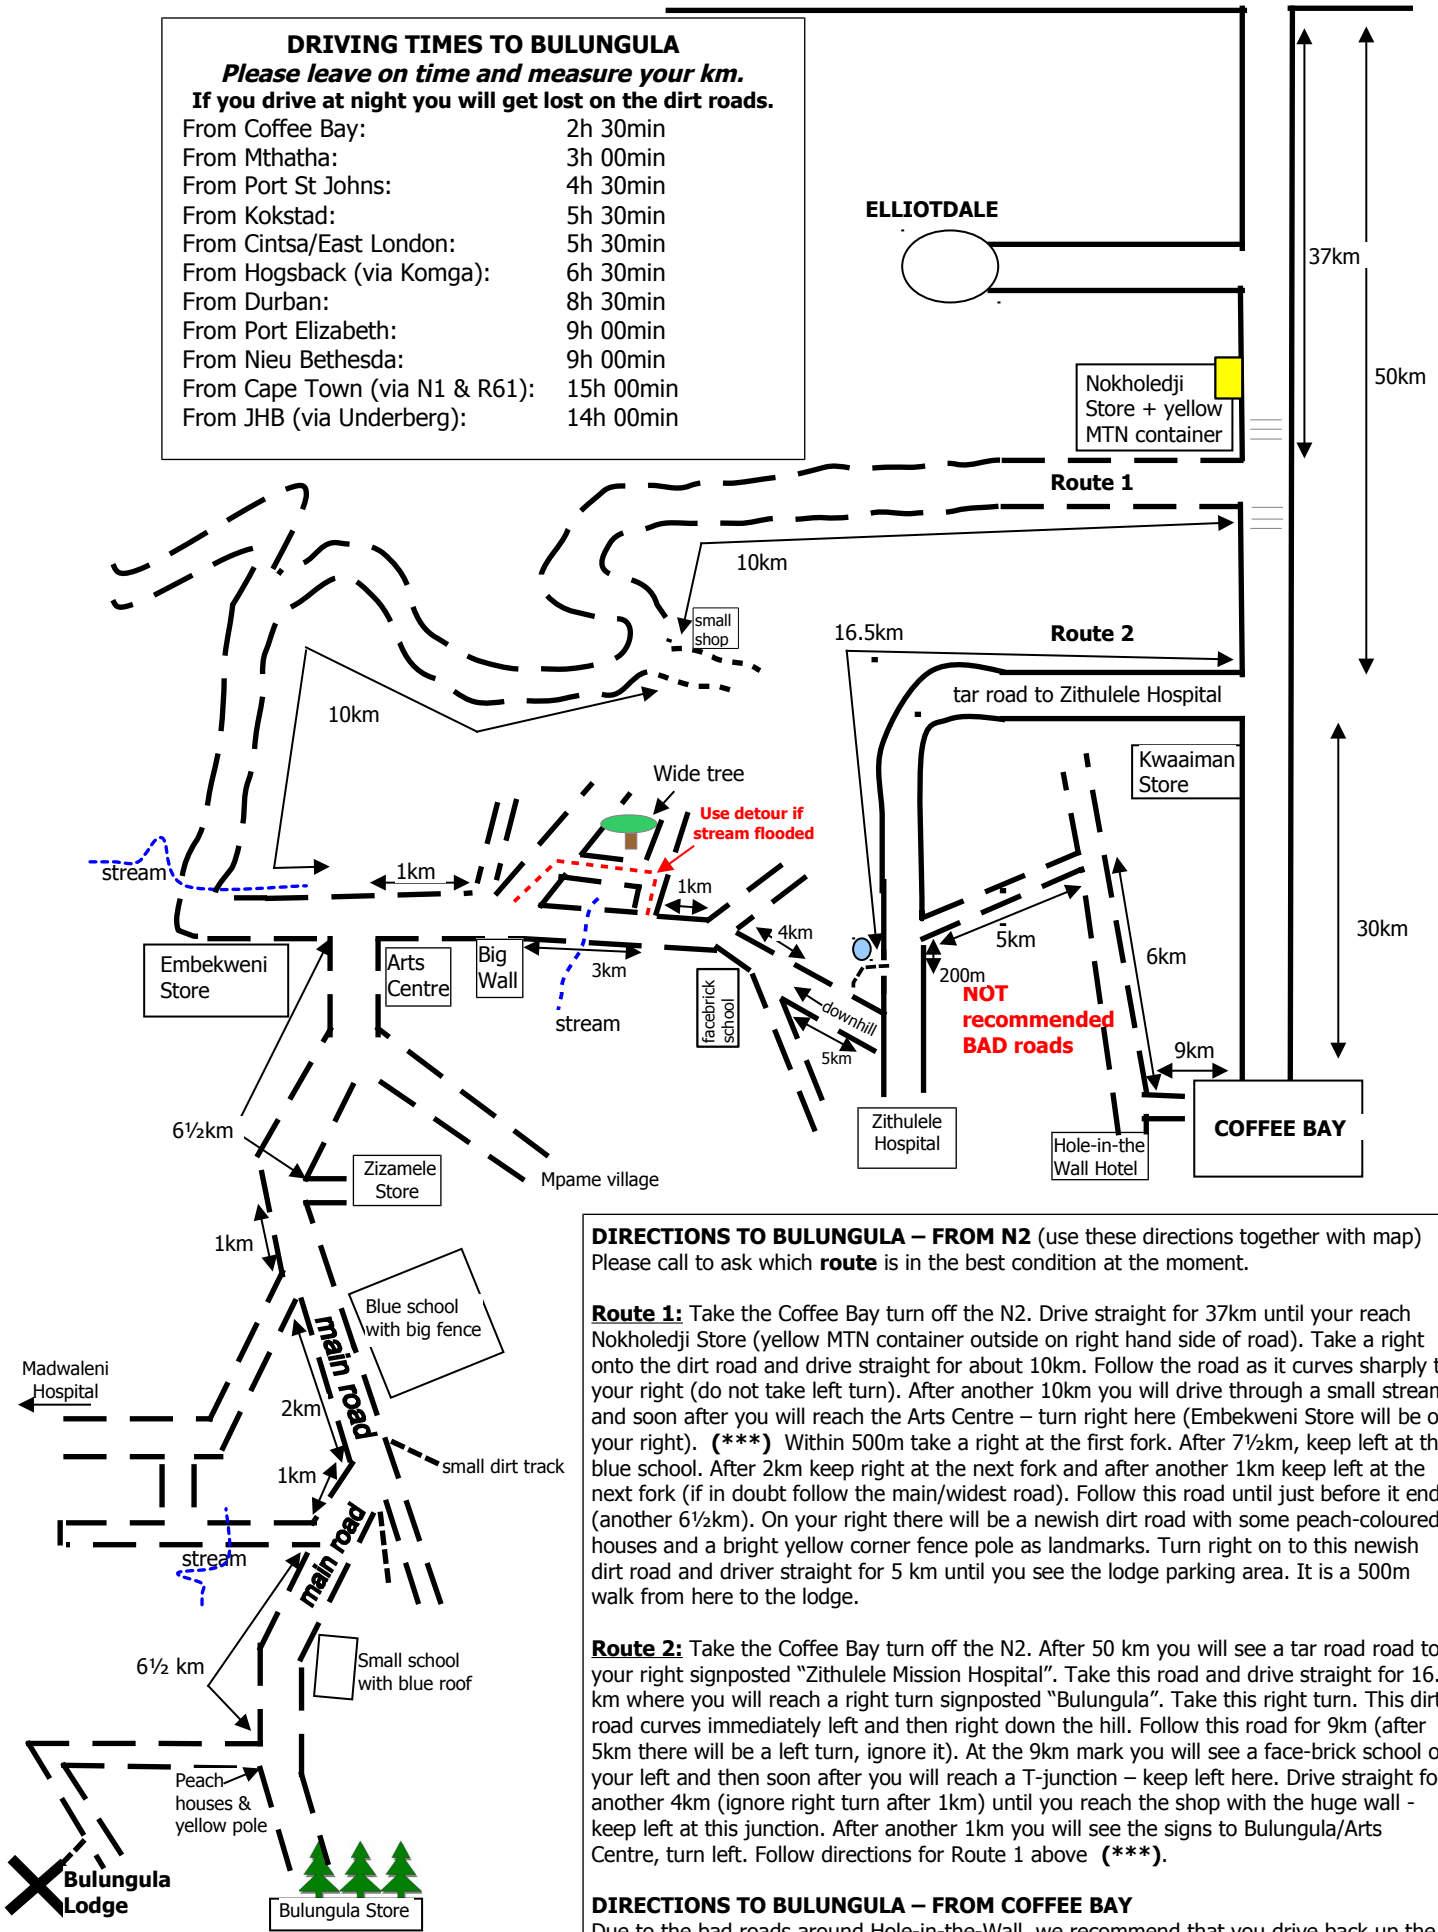 DRIVING TIMES TO BULUNGULA
Please leave on time and measure your km.
If you drive at night you will get lost on the dirt roads.
From Coffee Bay: 2h 30min
From Mthatha: 3h 00min
From Port St Johns: 4h 30min
From Kokstad: 5h 30min
From Cintsa/East London: 5h 30min
From Hogsback (via Komga): 6h 30min
From Durban: 8h 30min
From Port Elizabeth: 9h 00min
From Nieu Bethesda: 9h 00min
From Cape Town (via N1 & R61): 15h 00min
From JHB (via Underberg): 14h 00min
ELLIOTDALE
37km
50km
Nokholedji
Store + yellow
MTN container
Route 1
10km
small
shop
16.5km
Route 2
tar road to Zithulele Hospital
10km
Kwaaiman
Store
Wide tree
Use detour if
stream flooded
stream
1km
1km
4km
5km
30km
6km
Embekweni
Store
Arts
Centre
Big
Wall
3km
facebrick
school
200m
stream
downhill
5km
NOT
recommended
BAD roads
9km
6½km
Zithulele
Hospital
Hole-in-the
Wall Hotel
COFFEE BAY
Zizamele
Store
Mpame village
1km
Blue school
with big fence
main road
Madwaleni
Hospital
2km
1km
small dirt track
stream
main road
6½ km
Small school
with blue roof
Peach
houses &
yellow pole
Bulungula
Lodge
Bulungula Store
DIRECTIONS TO BULUNGULA – FROM N2 (use these directions together with map)
Please call to ask which route is in the best condition at the moment.
Route 1: Take the Coffee Bay turn off the N2. Drive straight for 37km until your reach
Nokholedji Store (yellow MTN container outside on right hand side of road). Take a right
onto the dirt road and drive straight for about 10km. Follow the road as it curves sharply
your right (do not take left turn). After another 10km you will drive through a small stream
and soon after you will reach the Arts Centre – turn right here (Embekweni Store will be
your right). (***) Within 500m take a right at the first fork. After 7½km, keep left at
blue school. After 2km keep right at the next fork and after another 1km keep left at the
next fork (if in doubt follow the main/widest road). Follow this road until just before it
(another 6½km). On your right there will be a newish dirt road with some peach-coloured
houses and a bright yellow corner fence pole as landmarks. Turn right on to this newish
dirt road and driver straight for 5 km until you see the lodge parking area. It is a 500m
walk from here to the lodge.
Route 2: Take the Coffee Bay turn off the N2. After 50 km you will see a tar road road to
your right signposted “Zithulele Mission Hospital”. Take this road and drive straight for 16.
km where you will reach a right turn signposted “Bulungula”. Take this right turn. This dirt
road curves immediately left and then right down the hill. Follow this road for 9km (after
5km there will be a left turn, ignore it). At the 9km mark you will see a face-brick school
your left and then soon after you will reach a T-junction – keep left here. Drive straight
another 4km (ignore right turn after 1km) until you reach the shop with the huge wall -
keep left at this junction. After another 1km you will see the signs to Bulungula/Arts
Centre, turn left. Follow directions for Route 1 above (***).
DIRECTIONS TO BULUNGULA – FROM COFFEE BAY
Due to the bad roads around Hole-in-the-Wall, we recommend that you drive back up the